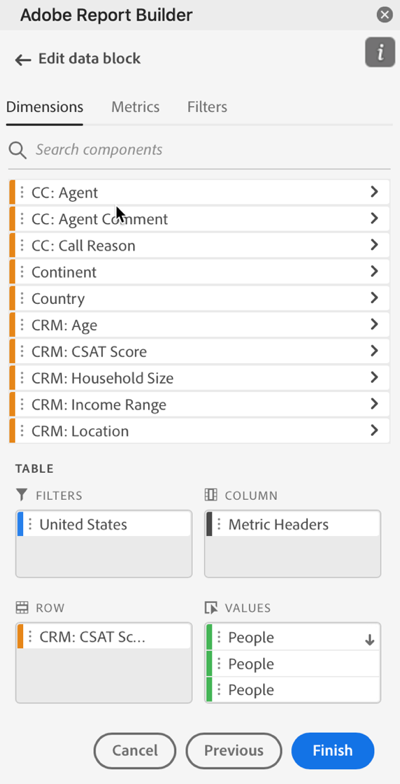 Adobe Report Builder
Edit data block
i
Dimensions Metrics Filters
Search components
CC: Agent
CC: Agent Comment
CC: Call Reason
Continent
Country
CRM: Age
CRM: CSAT Score
CRM: Household Size
CRM: Income Range
CRM: Location
TABLE
FILTERS COLUMN
United States Metric Headers
ROW VALUES
CRM: CSAT Sc... People
People
People
Cancel Previous Finish